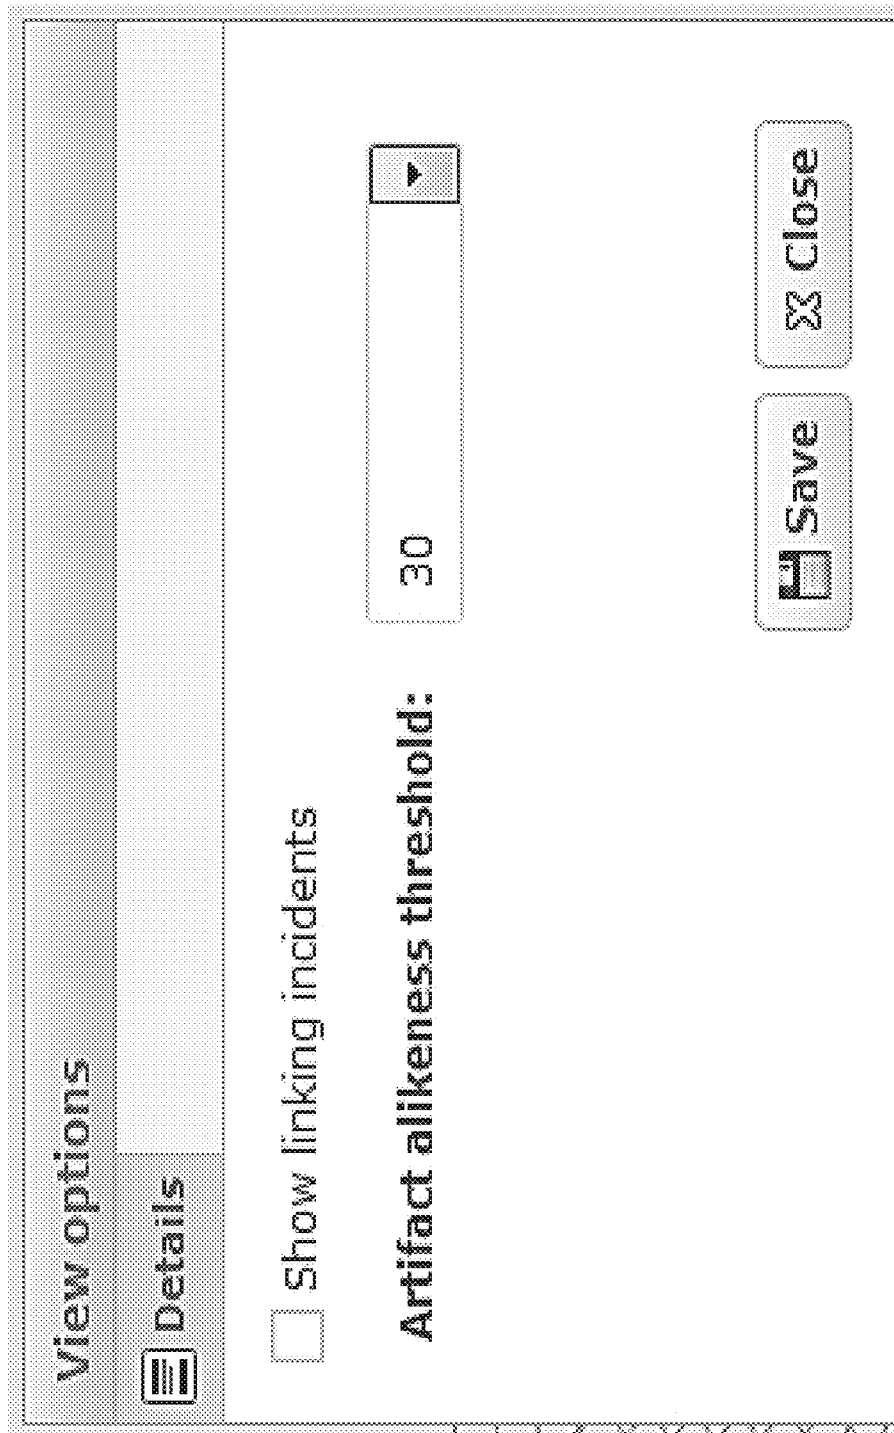 View options
Details
Show linking incidents
Artifact alikeness threshold: 30
Save Close